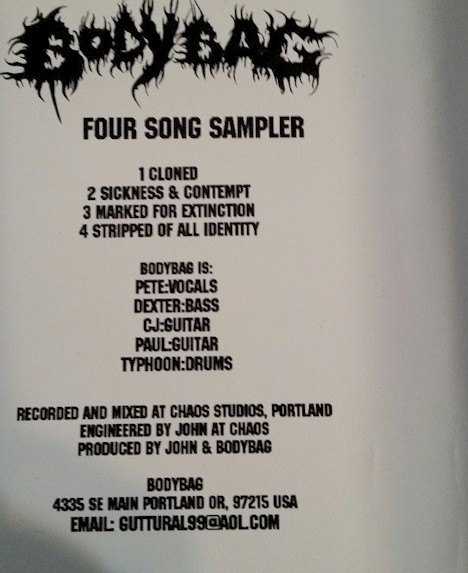 BODYBAG
FOUR SONG SAMPLER
1 CLONED
2 SICKNESS & CONTEMPT
3 MARKED FOR EXTINCTION
4 STRIPPED OF ALL IDENTITY
BODYBAG IS:
PETE:VOCALS
DEXTER:BASS
CJ:GUITAR
PAUL:GUITAR
TYPHOON:DRUMS
RECORDED AND MIXED AT CHAOS STUDIOS, PORTLAND
ENGINEERED BY JOHN AT CHAOS
PRODUCED BY JOHN & BODYBAG
BODYBAG
4335 SE MAIN PORTLAND OR, 97215 USA
EMAIL: GUTTURAL99@AOL.COM